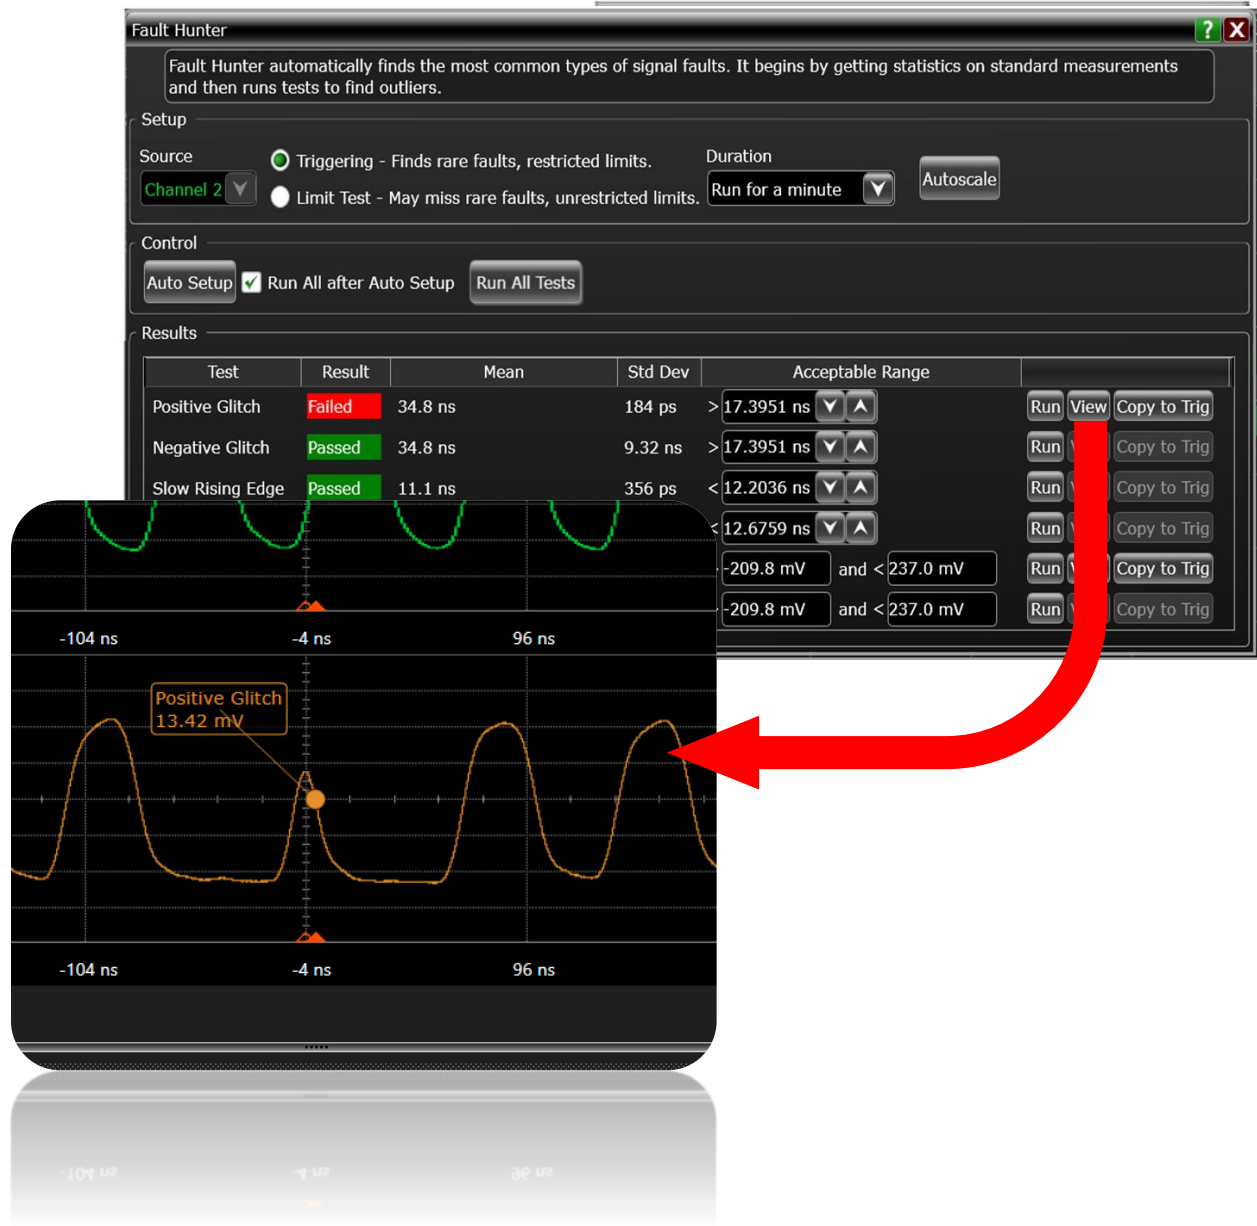 Fault Hunter
? X
Fault Hunter automatically finds the most common types of signal faults. It begins by getting statistics on standard measurements
and then runs tests to find outliers.
Setup
Source
Triggering - Finds rare faults, restricted limits.
Duration
Channel 2
Limit Test - May miss rare faults, unrestricted limits.
Run for a minute
Autoscale
Control
Auto Setup Run All after Auto Setup Run All Tests
Results
Test Result Mean Std Dev Acceptable Range
Positive Glitch Failed 34.8 ns 184 ps > 17.3951 ns Run View Copy to Trig
Negative Glitch Passed 34.8 ns 9.32 ns > 17.3951 ns Run Copy to Trig
Slow Rising Edge Passed 11.1 ns 356 ps < 12.2036 ns Run Copy to Trig
< 12.6759 ns Run Copy to Trig
-209.8 mV and < 237.0 mV Run Copy to Trig
-209.8 mV and < 237.0 mV Run Copy to Trig
-104 ns -4 ns 96 ns
Positive Glitch
13.42 mV
-104 ns -4 ns 96 ns